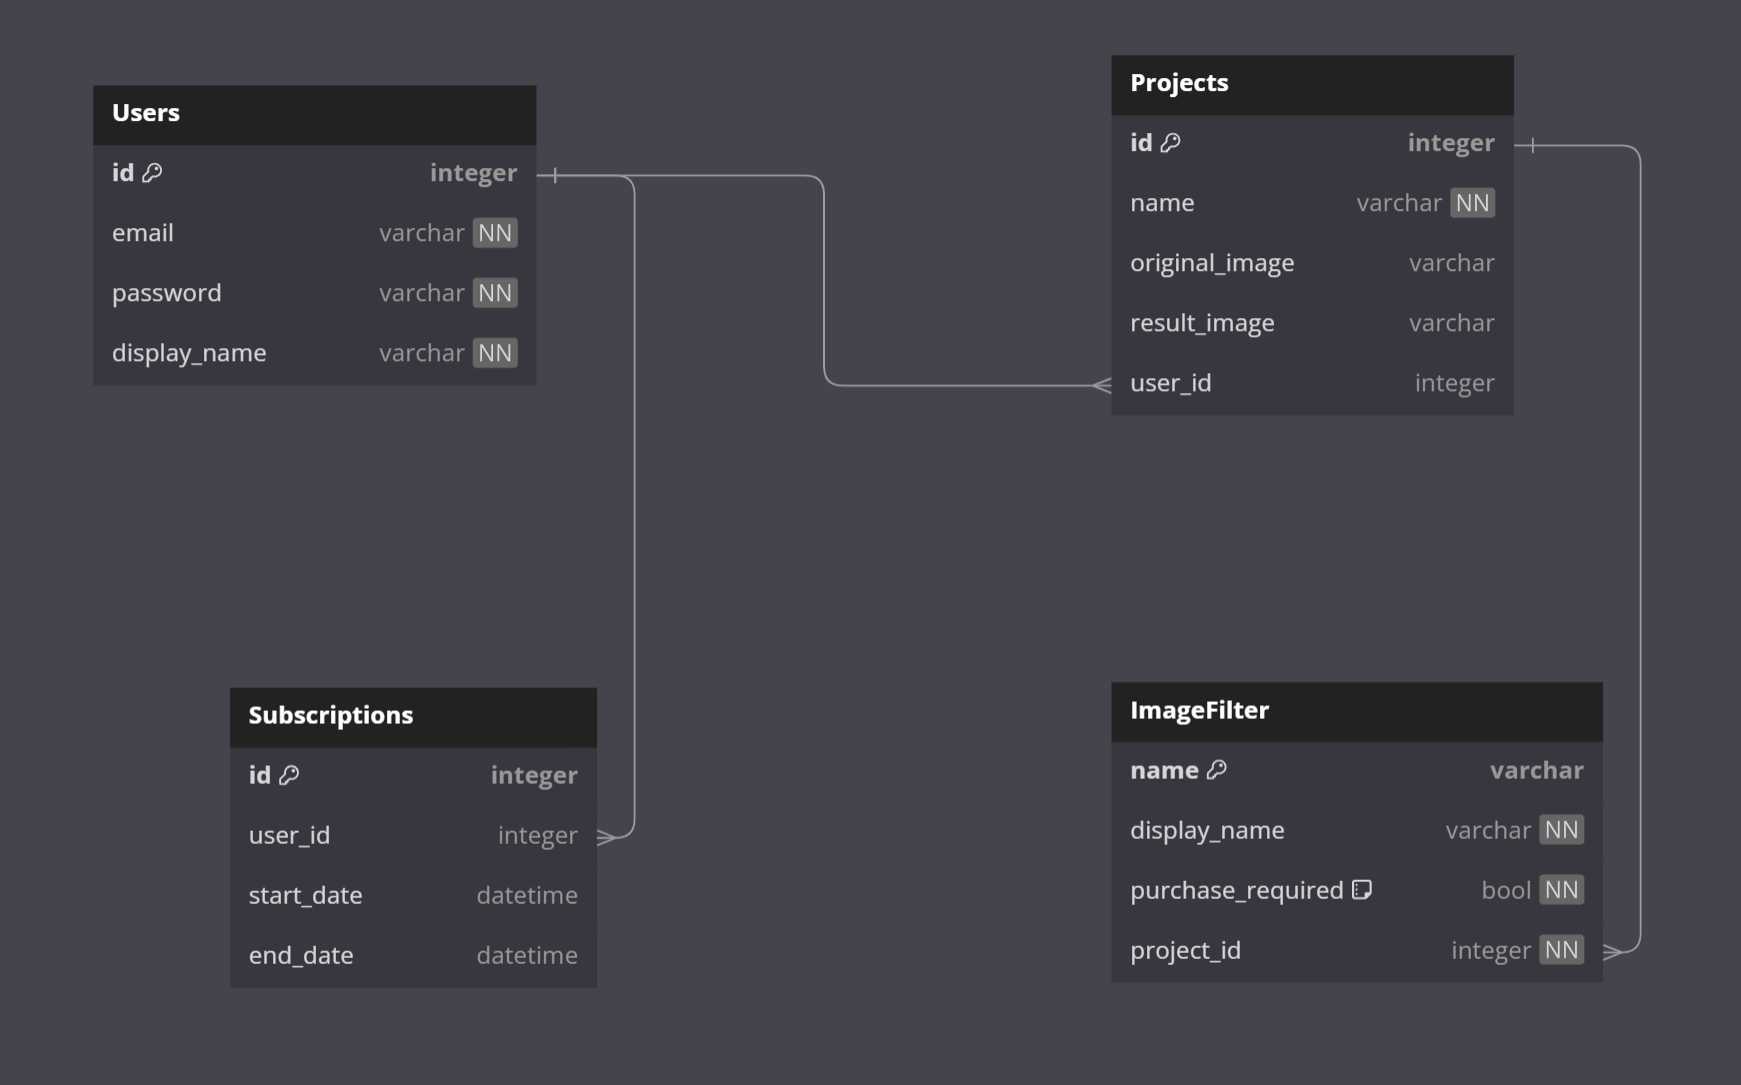 Users
id integer
email varchar NN
password varchar NN
display_name varchar NN
Projects
id integer
name varchar NN
original_image varchar
result_image varchar
user_id integer
Subscriptions
id integer
user_id integer
start_date datetime
end_date datetime
ImageFilter
name varchar
display_name varchar NN
purchase_required bool NN
project_id integer NN